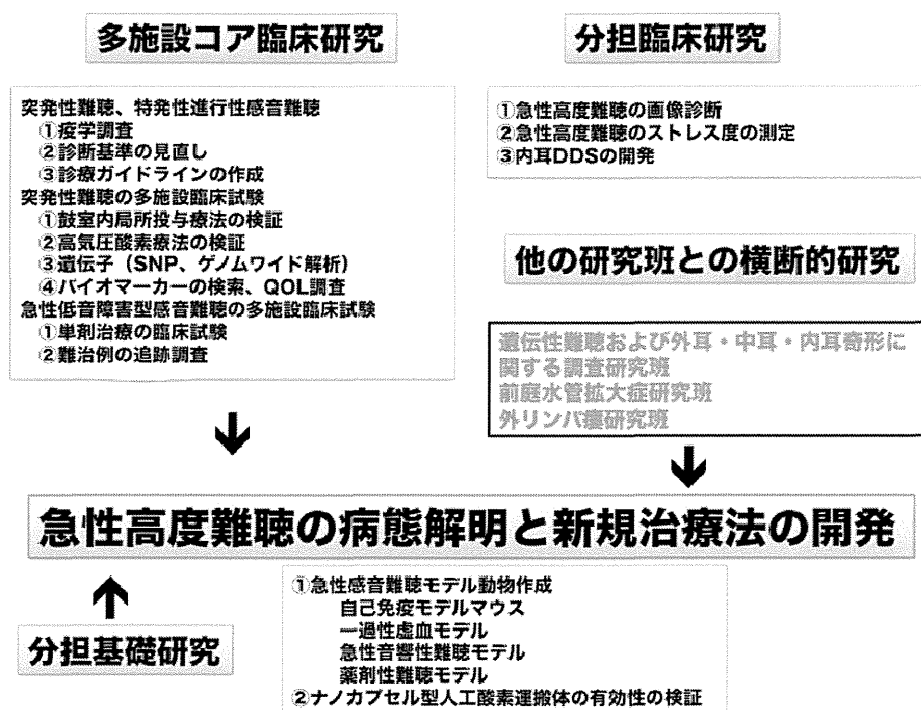 多施設コア臨床研究
突発性難聴、特発性進行性感音難聴
①疫学調査
②診断基準の見直し
③診療ガイドラインの作成
突発性難聴の多施設臨床試験
①鼓室内局所投与療法の検証
②高気圧酸素療法の検証
③遺伝子（SNP、ゲノムワイド解析）
④バイオマーカーの検索、QOL調査
急性低音障害型感音難聴の多施設臨床試験
①単剤治療の臨床試験
②難治例の追跡調査
分担臨床研究
①急性高度難聴の画像診断
②急性高度難聴のストレス度の測定
③内耳DDSの開発
他の研究班との横断的研究
遺伝性難聴および外耳・中耳・内耳奇形に
関する調査研究班
前庭水管拡大症研究班
外リンパ瘻研究班
急性高度難聴の病態解明と新規治療法の開発
分担基礎研究
①急性感音難聴モデル動物作成
自己免疫モデルマウス
一過性虚血モデル
急性音響性難聴モデル
薬剤性難聴モデル
②ナノカプセル型人工酸素運搬体の有効性の検証